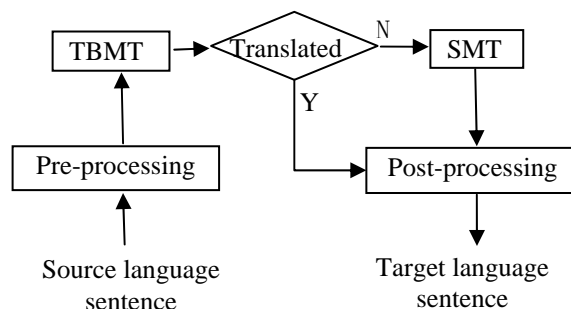 TBMT
Translated
N
SMT
Y
Pre-processing
Post-processing
Source language
sentence
Target language
sentence